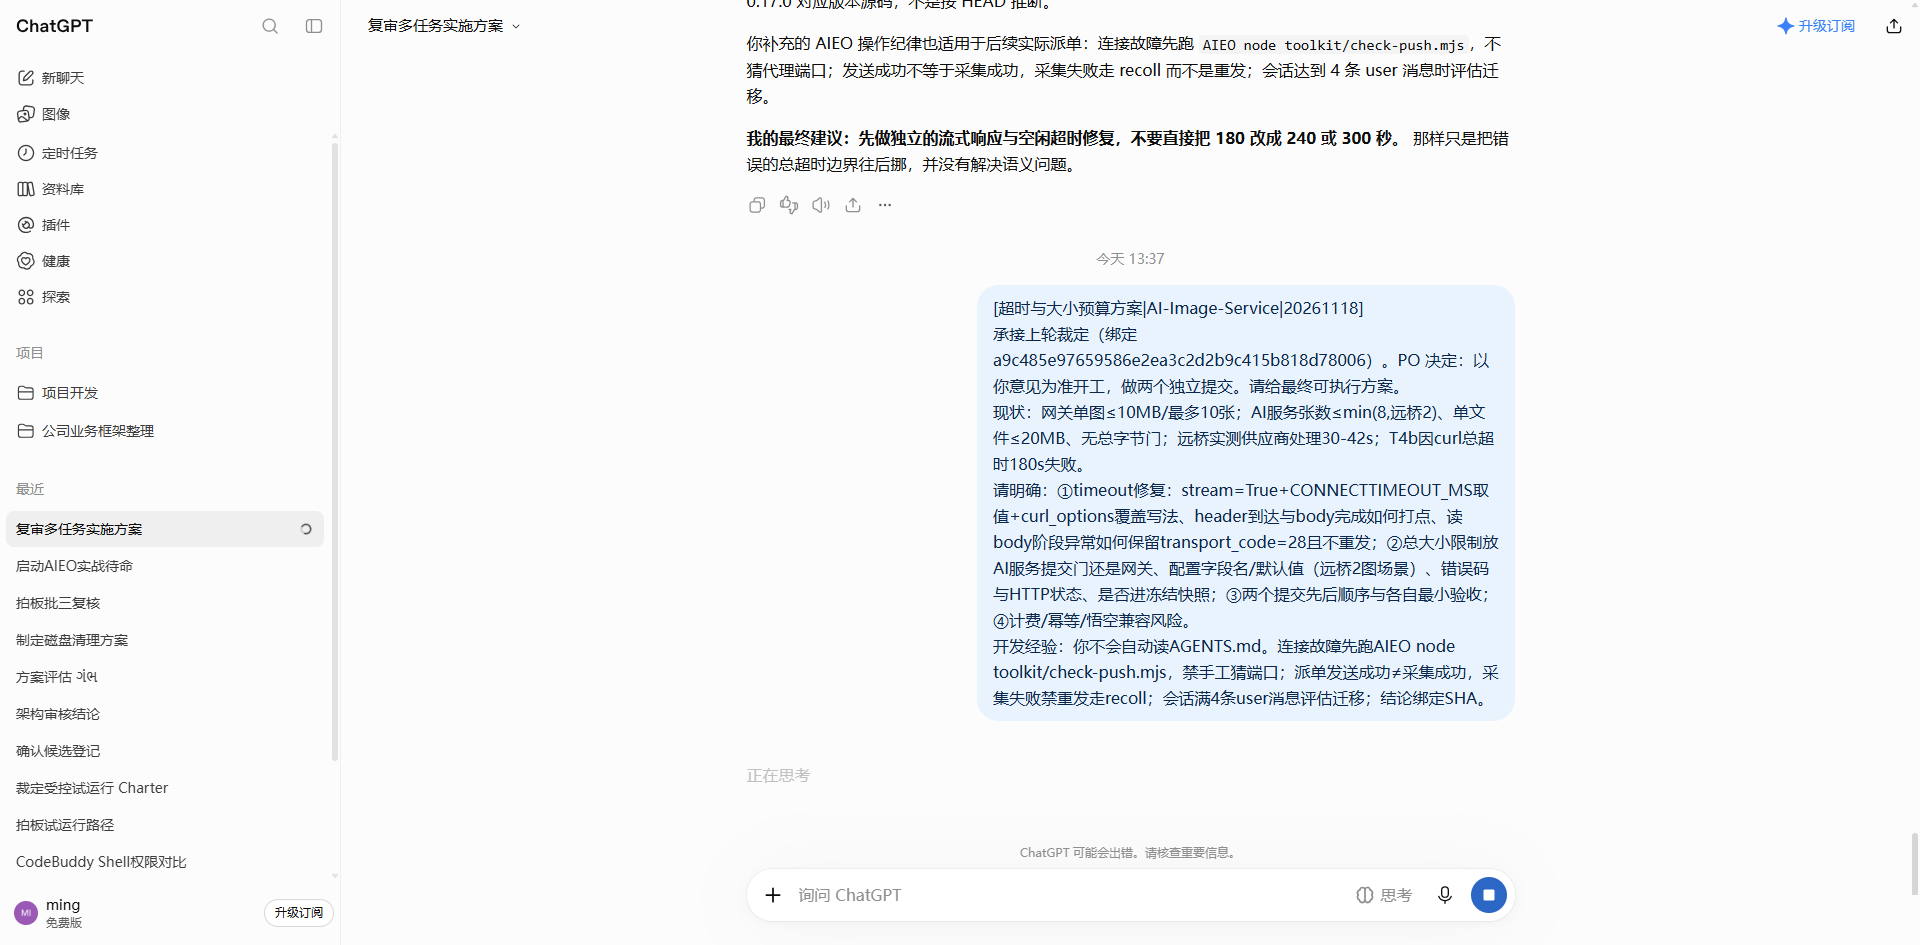 ChatGPT
新聊天
图像
定时任务
资料库
插件
健康
探索
项目
项目开发
公司业务框架整理
最近
复审多任务实施方案
启动AIEO实战待命
拍板批三复核
制定磁盘清理方案
方案评估
架构审核结论
确认候选登记
裁定受控试运行 Charter
拍板试运行路径
CodeBuddy Shell权限对比
MI
ming
免费版
升级订阅
复审多任务实施方案
升级订阅
0.17.0 对应版本源码，不是按 HEAD 推断。
你补充的 AIEO 操作纪律也适用于后续实际派单：连接故障先跑 AIEO node toolkit/check-push.mjs，不
猜代理端口；发送成功不等于采集成功，采集失败走 recoll 而不是重发；会话达到 4 条 user 消息时评估迁
移。
我的最终建议：先做独立的流式响应与空闲超时修复，不要直接把 180 改成 240 或 300 秒。 那样只是把错
误的总超时边界往后挪，并没有解决语义问题。
今天 13:37
[超时与大小预算方案|AI-Image-Service|20261118]
承接上轮裁定（绑定
a9c485e97659586e2ea3c2d2b9c415b818d78006）。PO 决定：以
你意见为准开工，做两个独立提交。请给最终可执行方案。
现状：网关单图≤10MB/最多10张；AI服务张数≤min(8,远桥2)、单文
件≤20MB、无总字节门；远桥实测供应商处理30-42s；T4b因curl总超
时180s失败。
请明确：①timeout修复：stream=True+CONNECTTIMEOUT_MS取
值+curl_options覆盖写法、header到达与body完成如何打点、读
body阶段异常如何保留transport_code=28且不重发；②总大小限制放
AI服务提交门还是网关、配置字段名/默认值（远桥2图场景）、错误码
与HTTP状态、是否进冻结快照；③两个提交先后顺序与各自最小验收；
④计费/幂等/悟空兼容风险。
开发经验：你不会自动读AGENTS.md。连接故障先跑AIEO node
toolkit/check-push.mjs，禁手工猜端口；派单发送成功≠采集成功，采
集失败禁重发走recoll；会话满4条user消息评估迁移；结论绑定SHA。
正在思考
ChatGPT 可能会出错。请核查重要信息。
询问 ChatGPT
思考